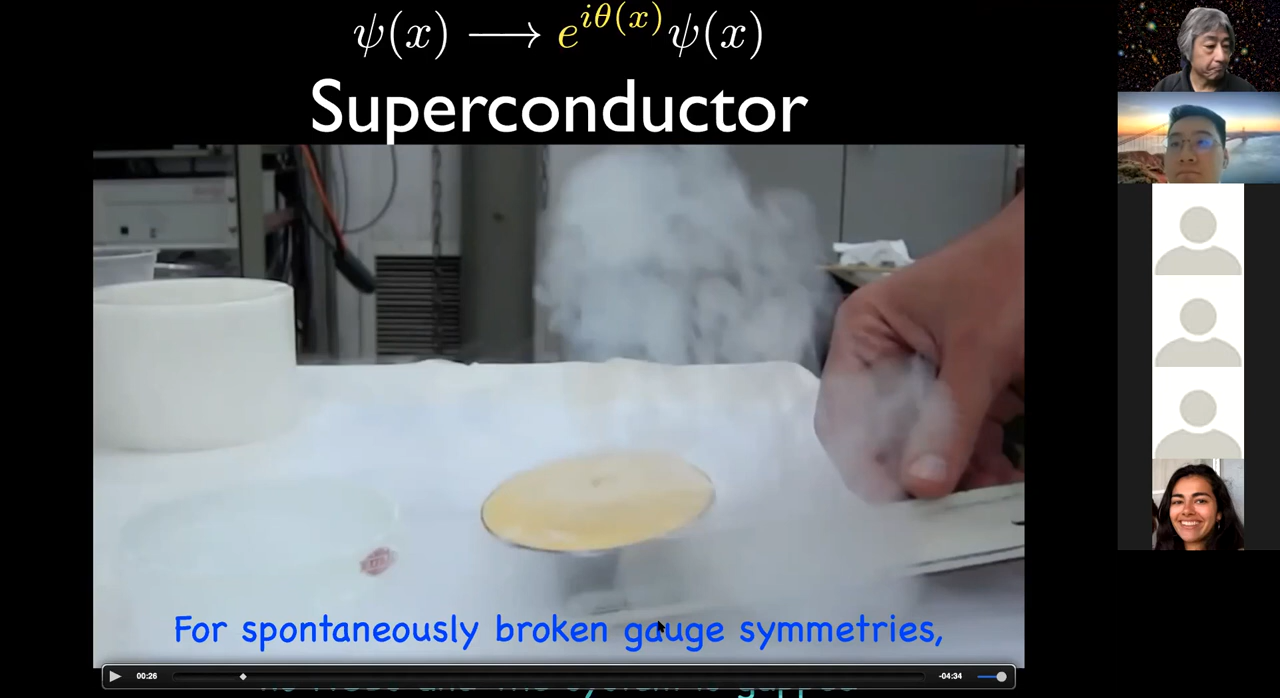 ψ(x) ⟶ e^{iθ(x)}ψ(x)
Superconductor
For spontaneously broken gauge symmetries,
00:26
-04:34